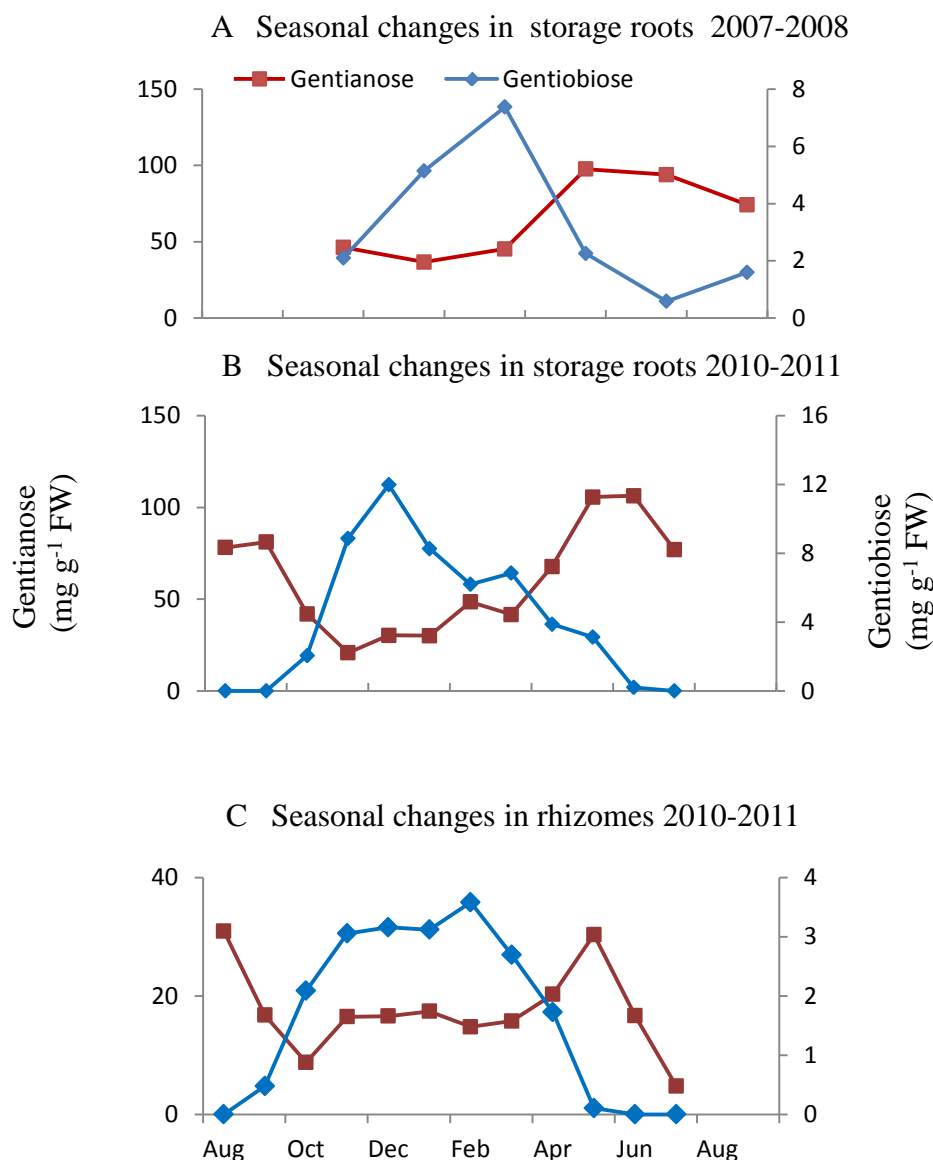 A Seasonal changes in storage roots 2007-2008
Gentianose Gentiobiose
150 8
6
100
4
50
2
0 0
B Seasonal changes in storage roots 2010-2011
150 16
12
100
8
50
4
0 0
Gentianose
(mg g⁻¹ FW)
Gentiobiose
(mg g⁻¹ FW)
C Seasonal changes in rhizomes 2010-2011
40 4
3
20 2
1
0 0
Aug Oct Dec Feb Apr Jun Aug